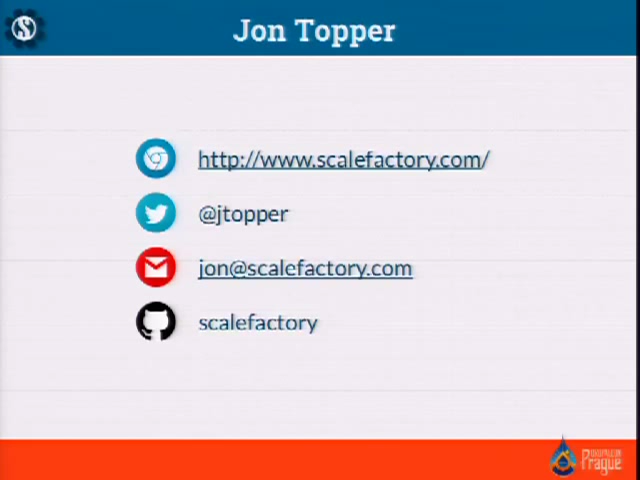 Jon Topper
http://www.scalefactory.com/
@jtopper
jon@scalefactory.com
scalefactory
Prague